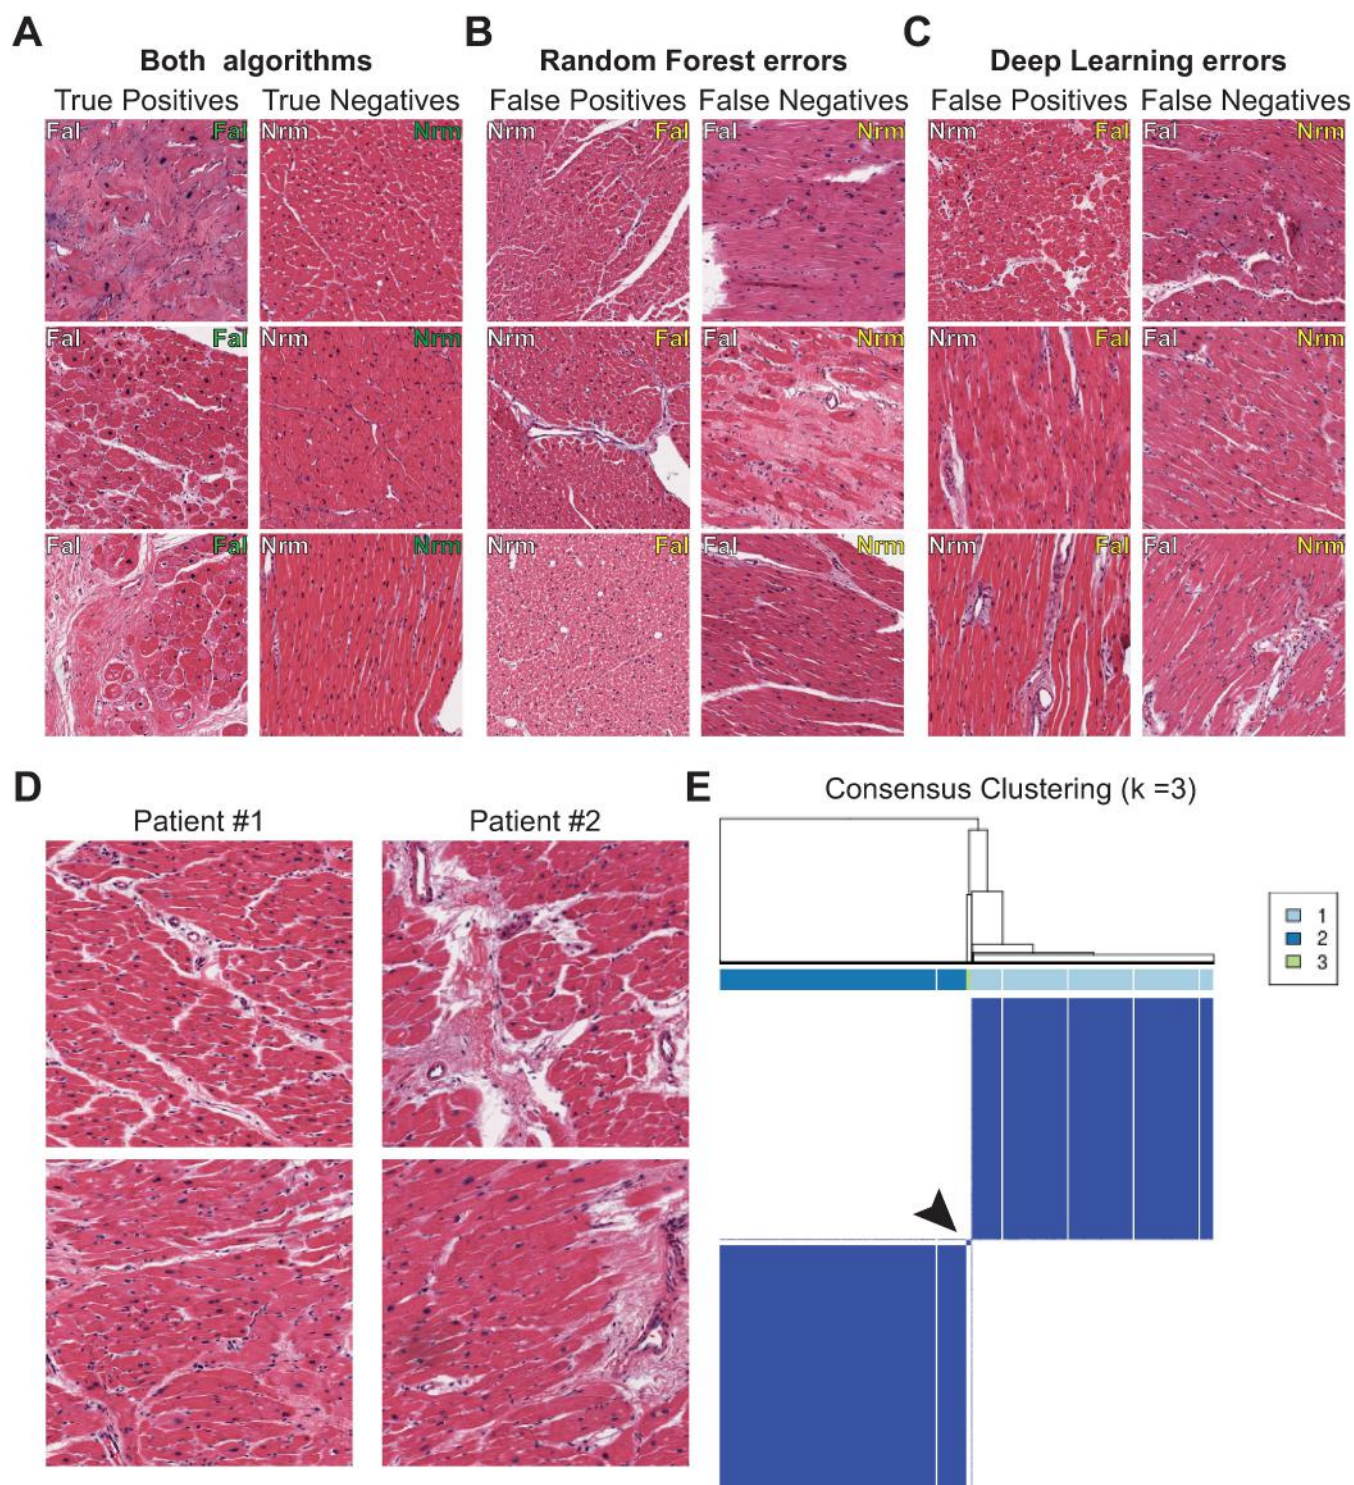 A B C
Both algorithms Random Forest errors Deep Learning errors
True Positives True Negatives False Positives False Negatives False Positives False Negatives
Fal Fal Nrm Nrm Nrm Fal Fal Nrm Nrm Fal Fal Nrm
Fal Fal Nrm Nrm Nrm Fal Fal Nrm Nrm Fal Fal Nrm
Fal Fal Nrm Nrm Nrm Fal Fal Nrm Nrm Fal Fal Nrm
D E
Patient #1 Patient #2 Consensus Clustering (k =3)
1
2
3